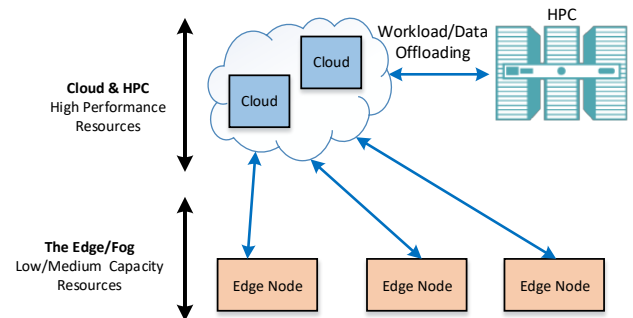 HPC
Workload/Data
Offloading
Cloud
Cloud
Cloud & HPC
High Performance
Resources
The Edge/Fog
Low/Medium Capacity
Resources
Edge Node
Edge Node
Edge Node